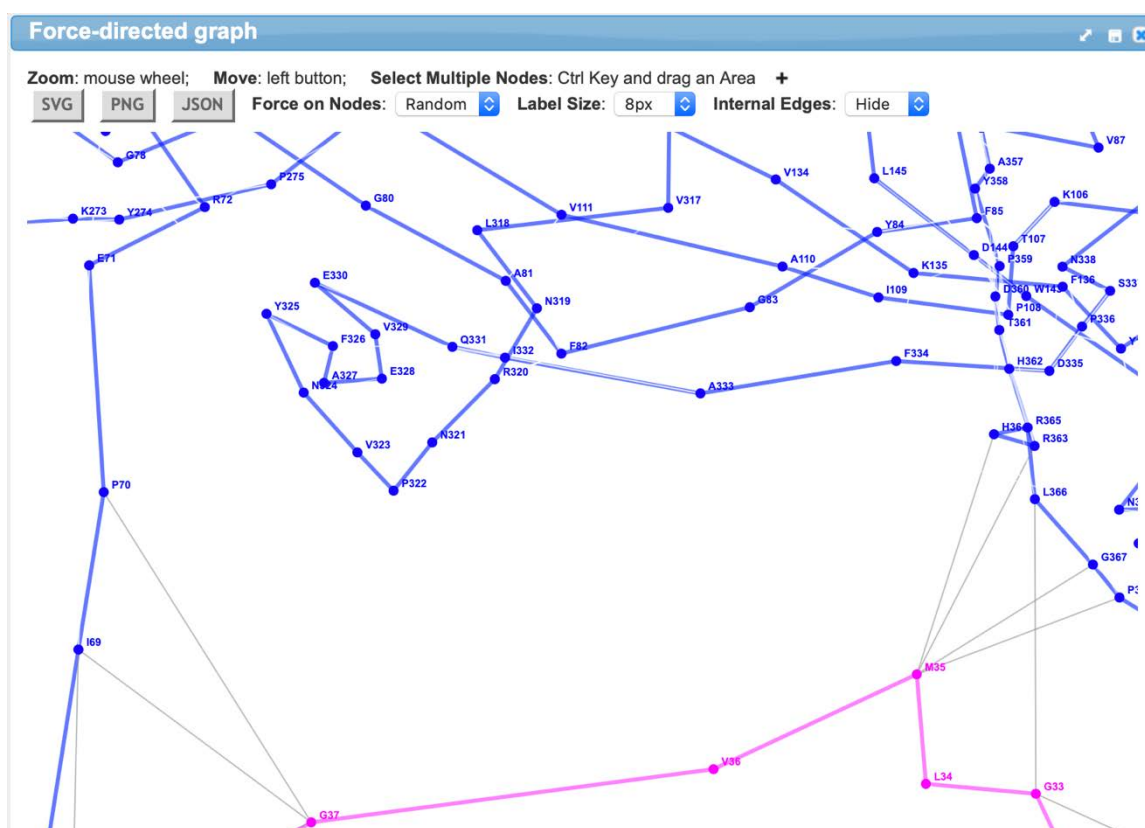 Force-directed graph
Zoom: mouse wheel; Move: left button; Select Multiple Nodes: Ctrl Key and drag an Area +
SVG PNG JSON Force on Nodes: Random Label Size: 8px Internal Edges: Hide
V87
G78
A357
L145
V134
P275
Y358
K106
R72
G80
V317
V111
F85
K273
Y274
L318
Y84
T107
D144
P359
N338
E71
A110
K135
A81
F136
E330
S33
I109
D360
W143
N319
G83
P108
Y325
V329
P336
T361
F326
Q331
F82
Y
I332
F334
H362
D335
A327
E328
R320
A333
R365
H36
N321
R363
V323
P322
P70
L366
N3
G367
P3
I69
M35
V36
L34
G33
G37